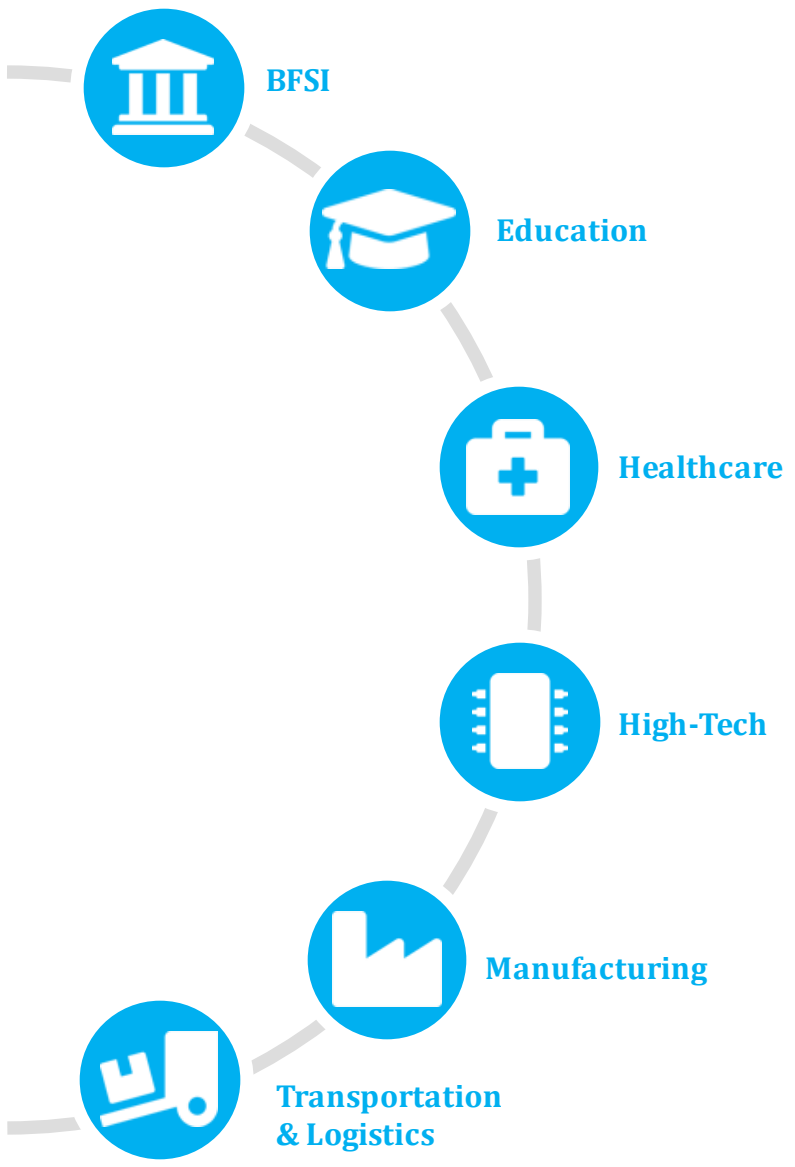 BFSI
Education
Healthcare
High-Tech
Manufacturing
Transportation
& Logistics